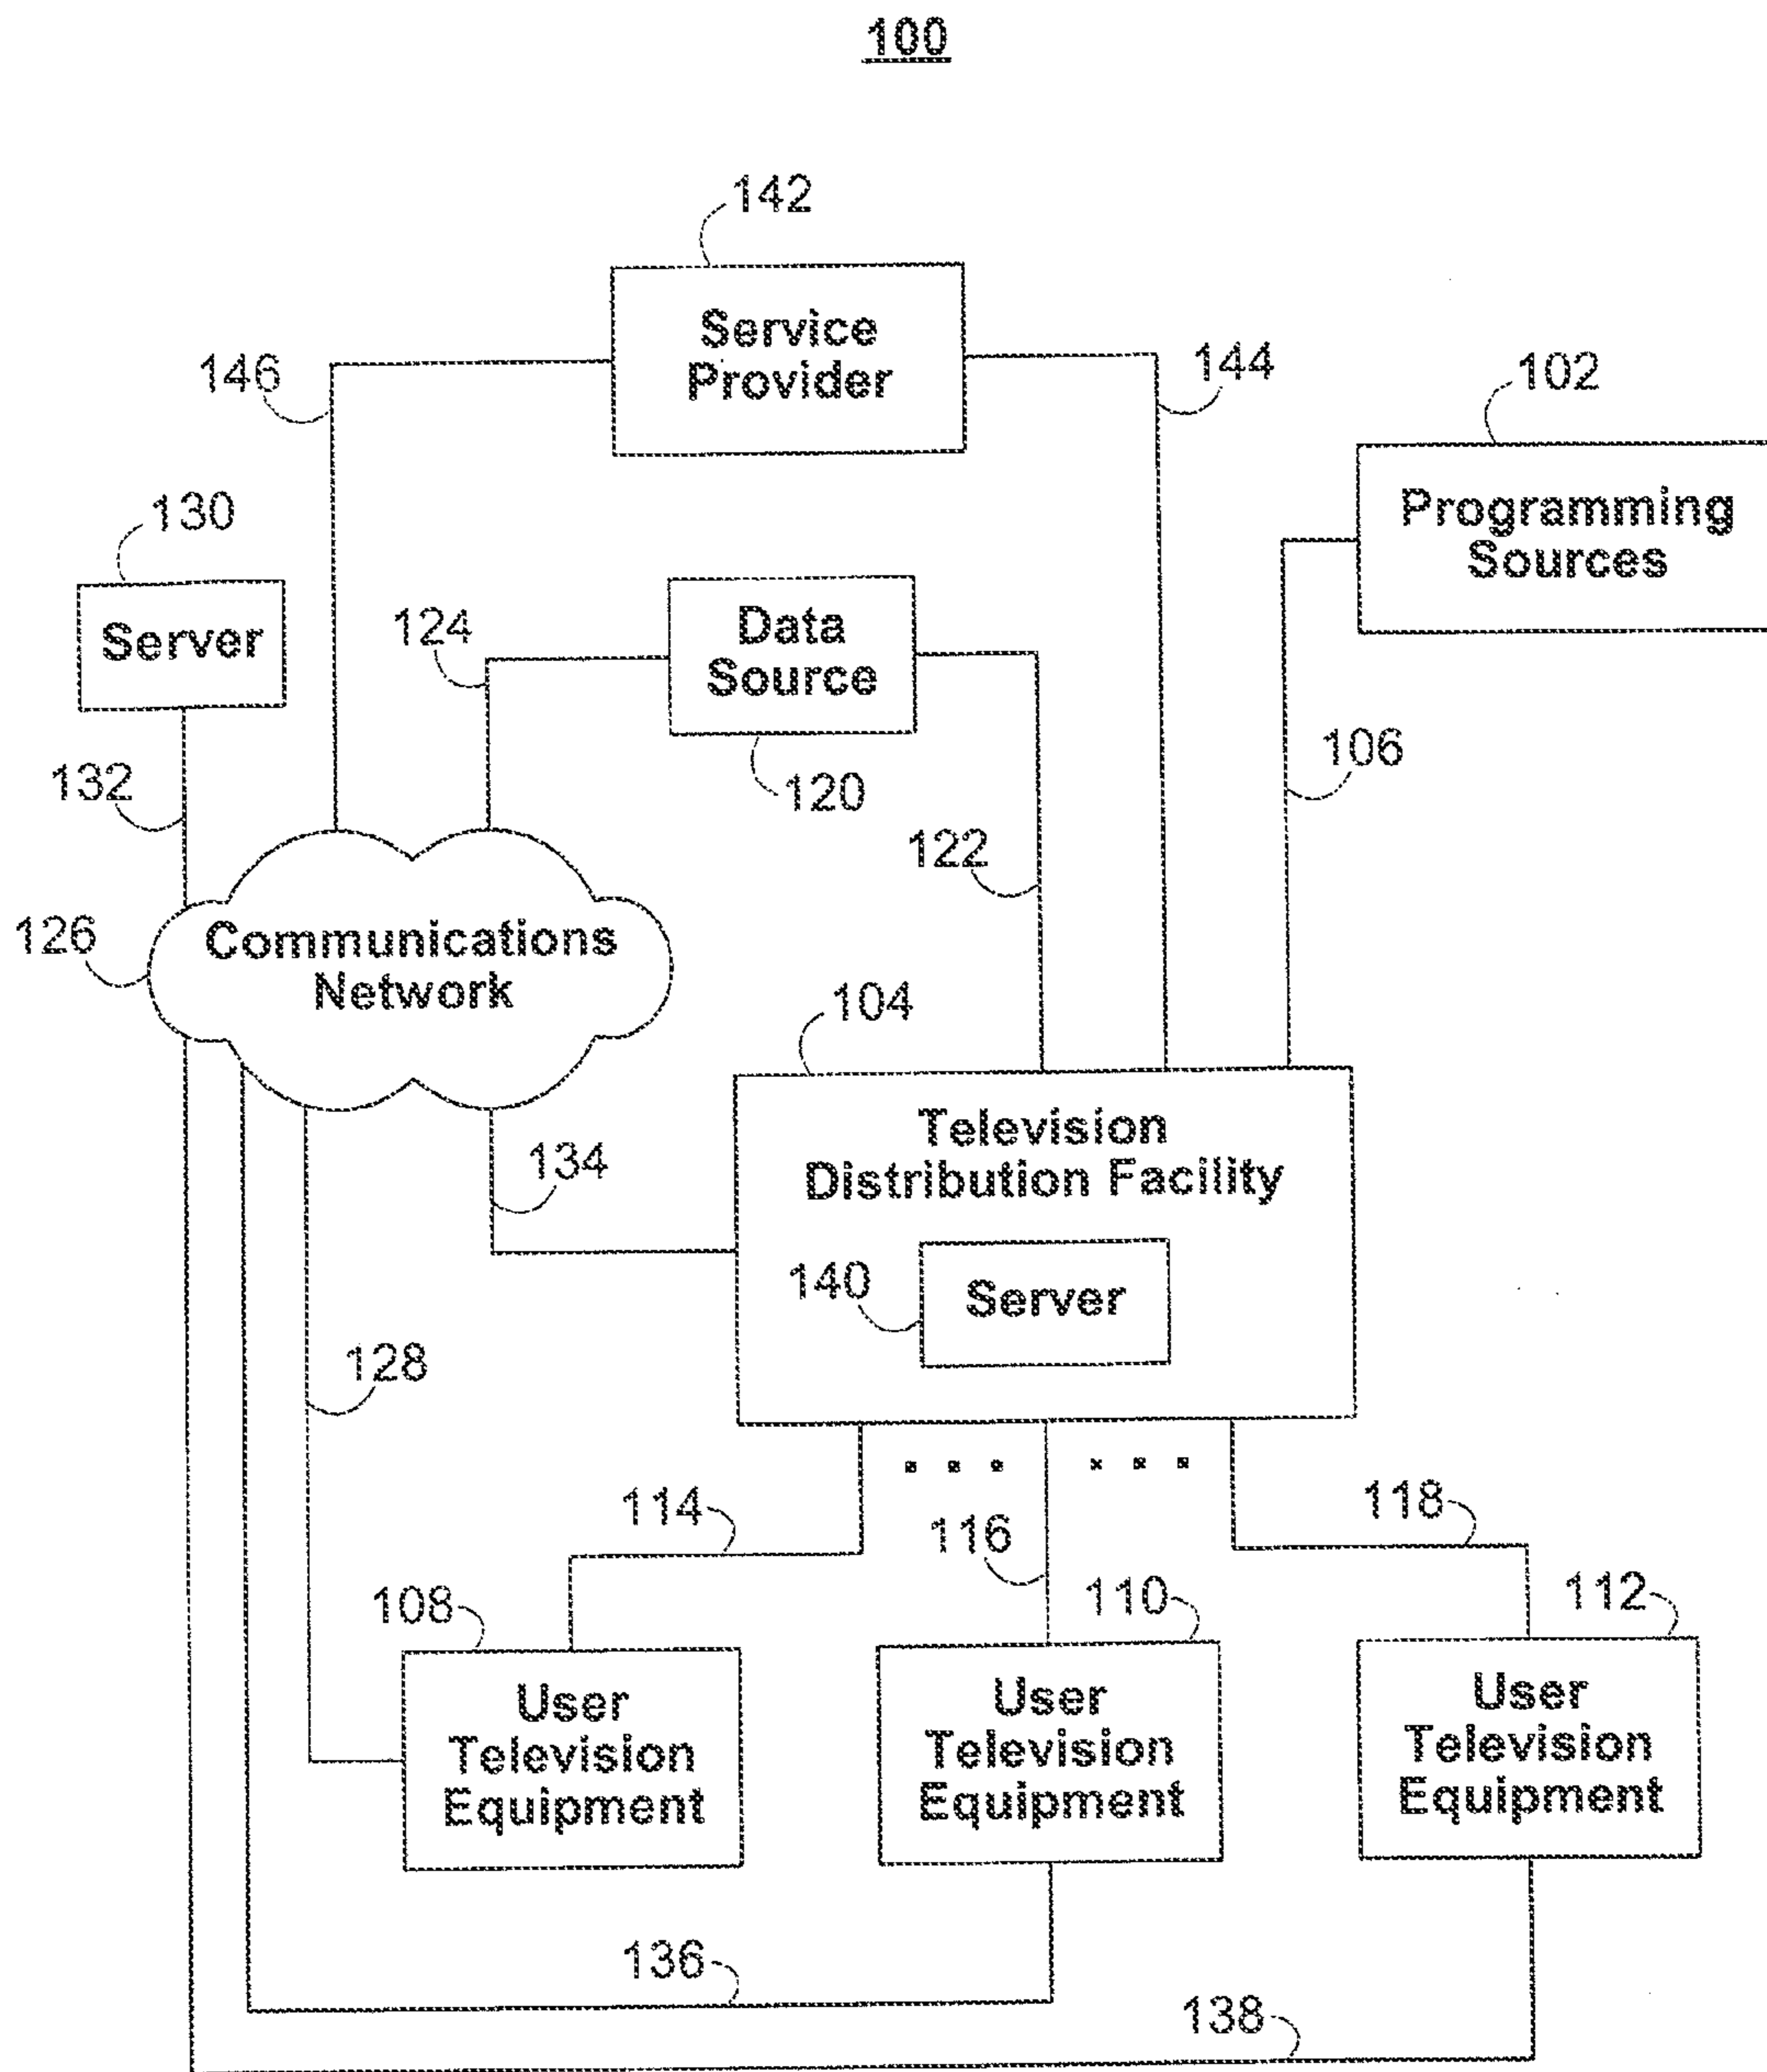 100
142
Service
Provider
146
144
102
Programming
Sources
130
Server
124
Data
Source
106
132
120
122
126
Communications
Network
104
134
Television
Distribution Facility
140
Server
128
114
116
118
108
110
112
User
Television
Equipment
User
Television
Equipment
User
Television
Equipment
136
138